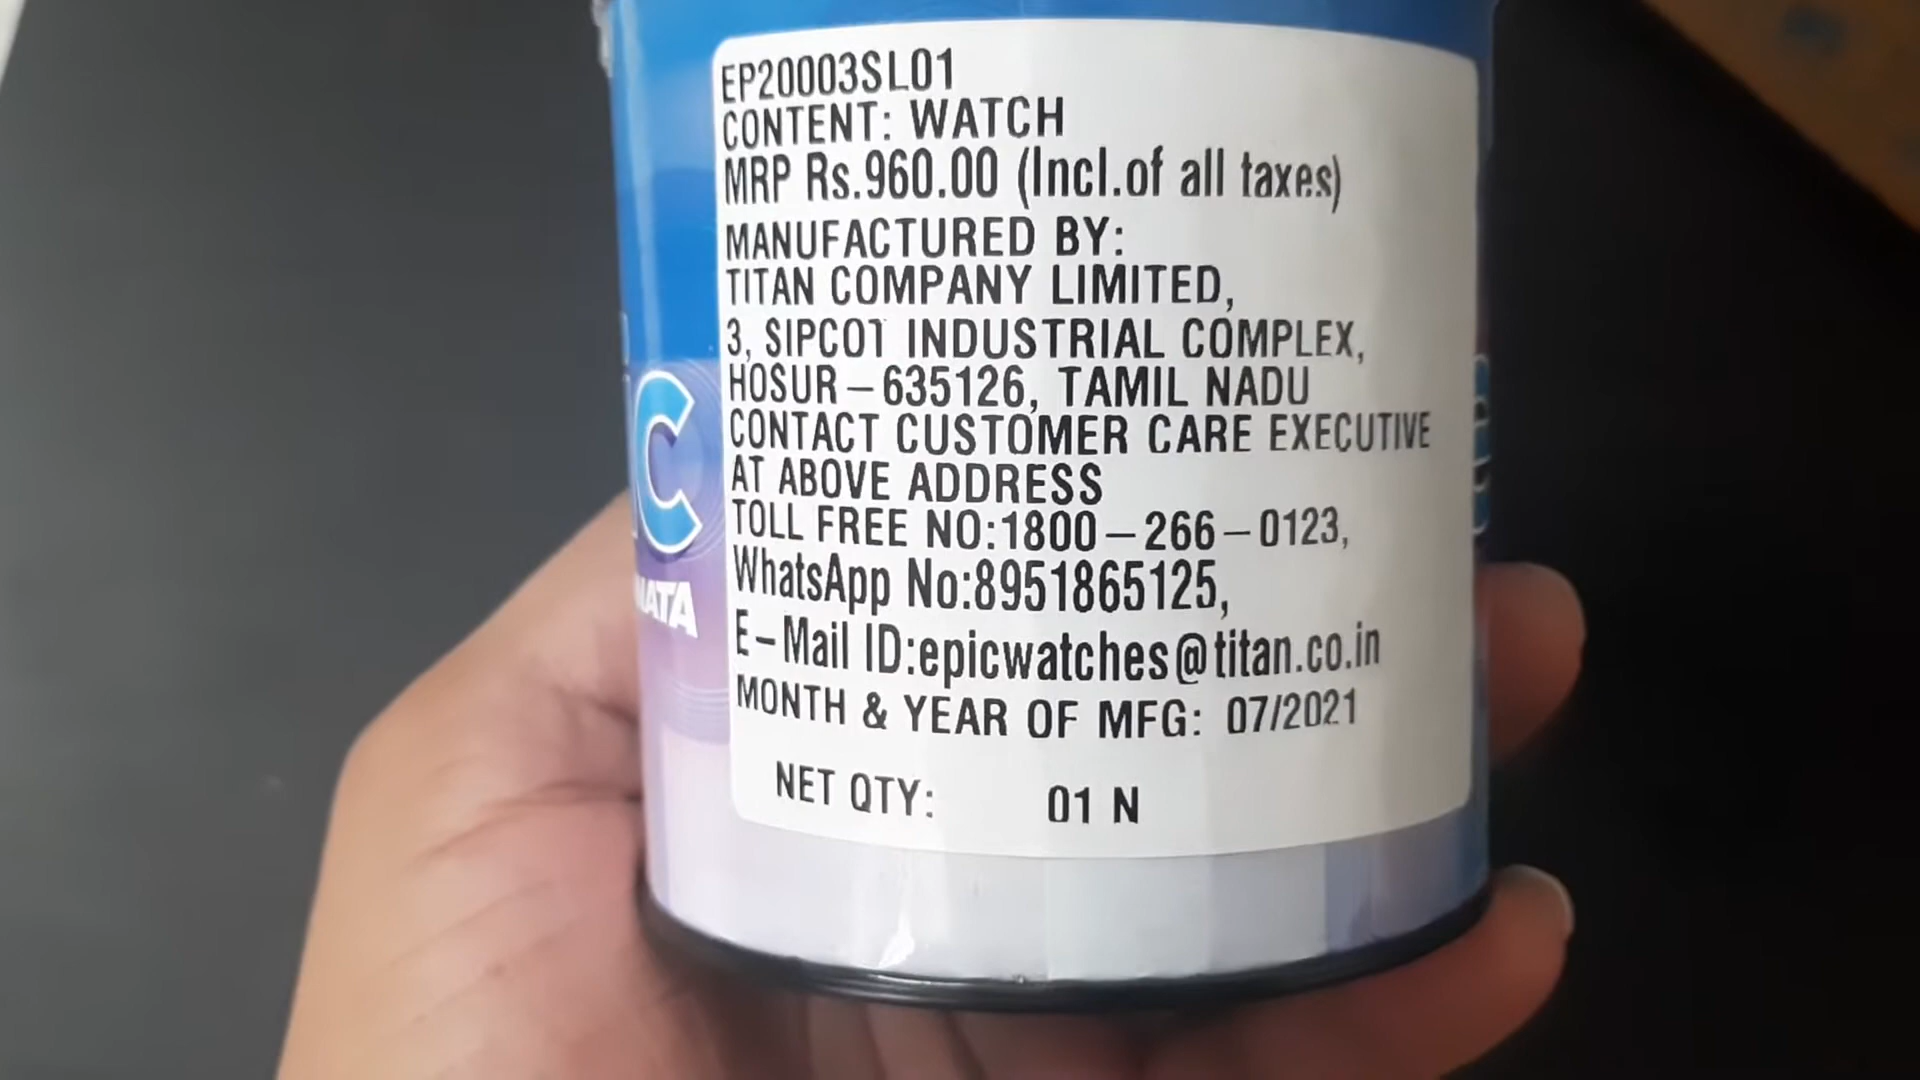 EP20003SL01
CONTENT: WATCH
MRP Rs.960.00 (Incl.of all taxes)
MANUFACTURED BY:
TITAN COMPANY LIMITED,
3, SIPCOT INDUSTRIAL COMPLEX,
HOSUR – 635126, TAMIL NADU
CONTACT CUSTOMER CARE EXECUTIVE
AT ABOVE ADDRESS
TOLL FREE NO:1800 – 266 – 0123,
WhatsApp No:8951865125,
E – Mail ID:epicwatches@titan.co.in
MONTH & YEAR OF MFG: 07/2021
NET QTY: 01 N